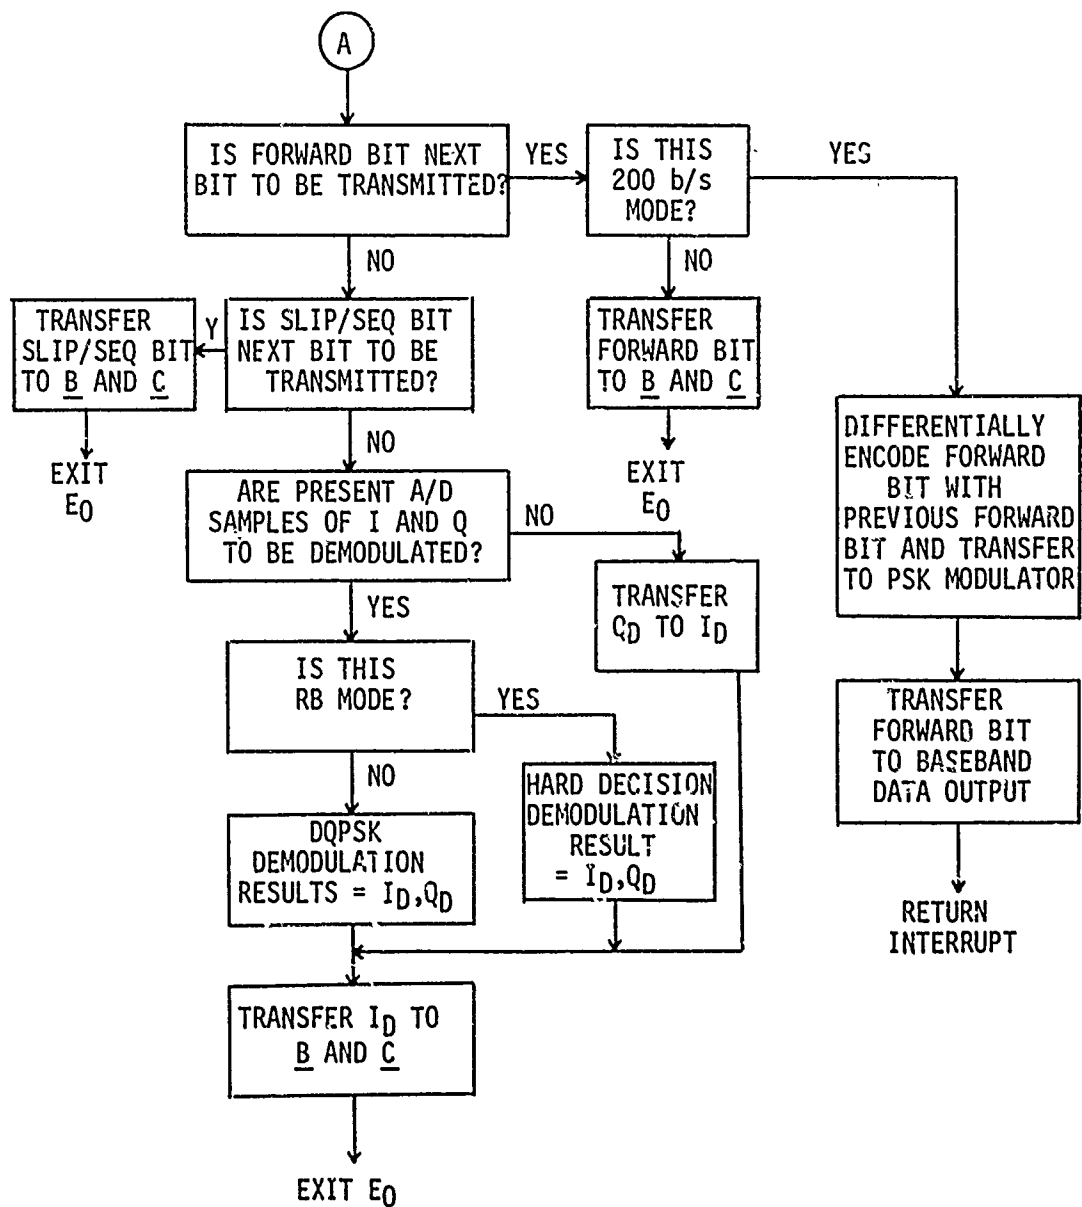 A
IS FORWARD BIT NEXT
BIT TO BE TRANSMITTED?
YES
IS THIS
200 b/s
MODE?
YES
NO
NO
TRANSFER
SLIP/SEQ BIT
TO B AND C
Y
IS SLIP/SEQ BIT
NEXT BIT TO BE
TRANSMITTED?
TRANSFER
FORWARD BIT
TO B AND C
EXIT
E0
NO
EXIT
E0
DIFFERENTIALLY
ENCODE FORWARD
BIT WITH
PREVIOUS FORWARD
BIT AND TRANSFER
TO PSK MODULATOR
ARE PRESENT A/D
SAMPLES OF I AND Q
TO BE DEMODULATED?
NO
TRANSFER
QD TO ID
YES
IS THIS
RB MODE?
YES
TRANSFER
FORWARD BIT
TO BASEBAND
DATA OUTPUT
NO
HARD DECISION
DEMODULATION
RESULT
= ID,QD
DQPSK
DEMODULATION
RESULTS = ID,QD
RETURN
INTERRUPT
TRANSFER ID TO
B AND C
EXIT E0